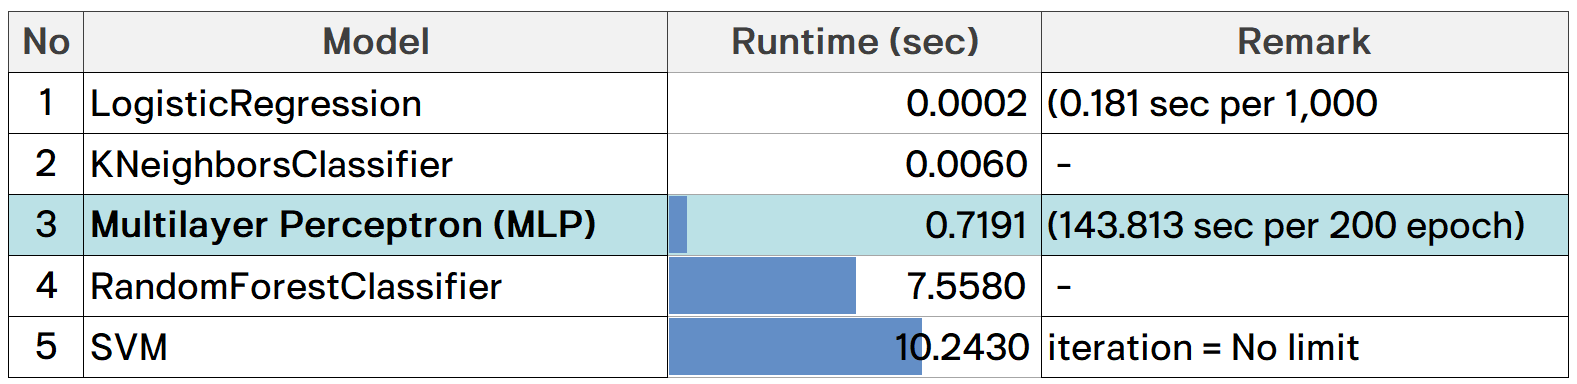 No Model Runtime (sec) Remark
1 LogisticRegression 0.0002 (0.181 sec per 1,000
2 KNeighborsClassifier 0.0060 -
3 Multilayer Perceptron (MLP) 0.7191 (143.813 sec per 200 epoch)
4 RandomForestClassifier 7.5580 -
5 SVM 10.2430 iteration = No limit